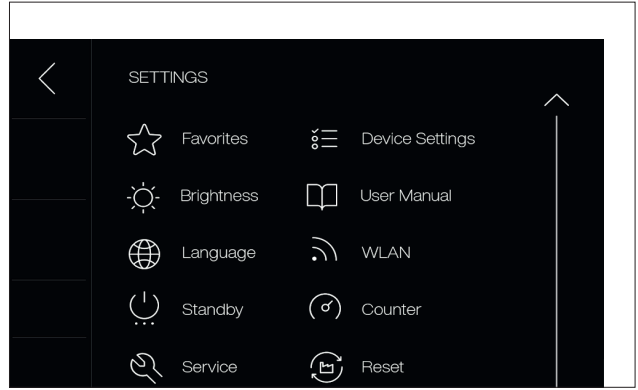 SETTINGS
Favorites Device Settings
Brightness User Manual
Language WLAN
Standby Counter
Service Reset